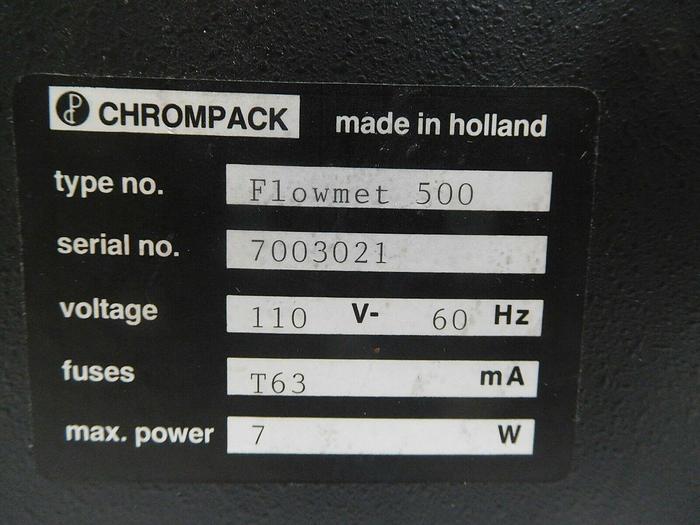 CHROMPACK made in holland
type no. Flowmet 500
serial no. 7003021
voltage 110 V- 60 Hz
fuses T63 mA
max. power 7 W